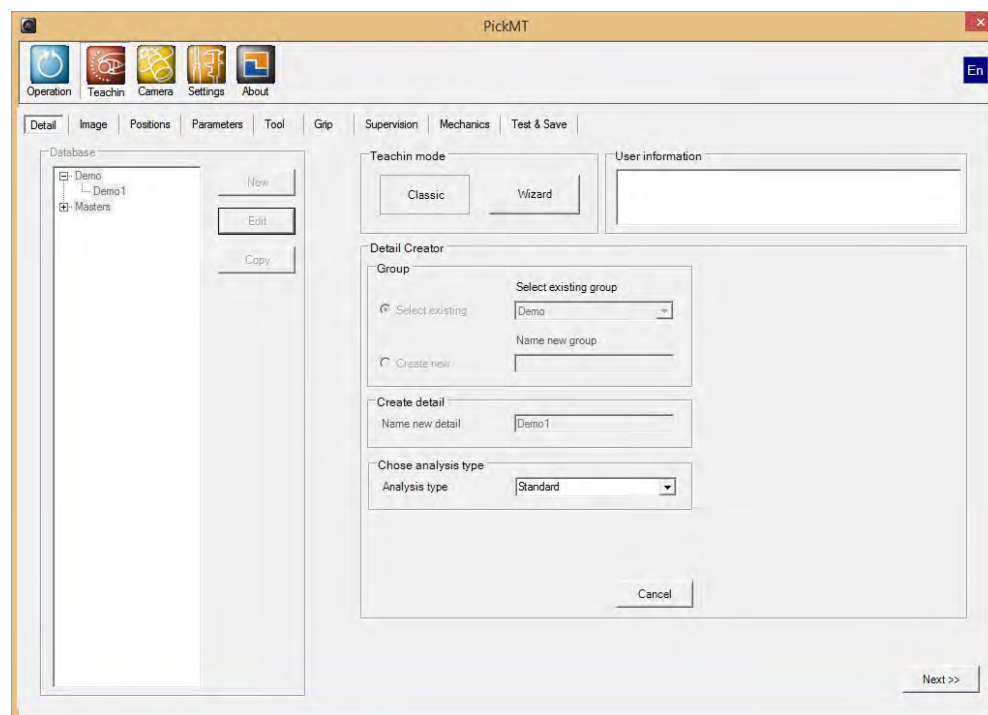 PickMT
Operation Teachin Camera Settings About
En
Detail Image Positions Parameters Tool Grip Supervision Mechanics Test & Save
Database
Demo
Demo1
Masters
New
Edit
Copy
Teachin mode
Classic Wizard
User information
Detail Creator
Group
Select existing group
Select existing Demo
Name new group
Create new
Create detail
Name new detail Demo1
Chose analysis type
Analysis type Standard
Cancel
Next >>